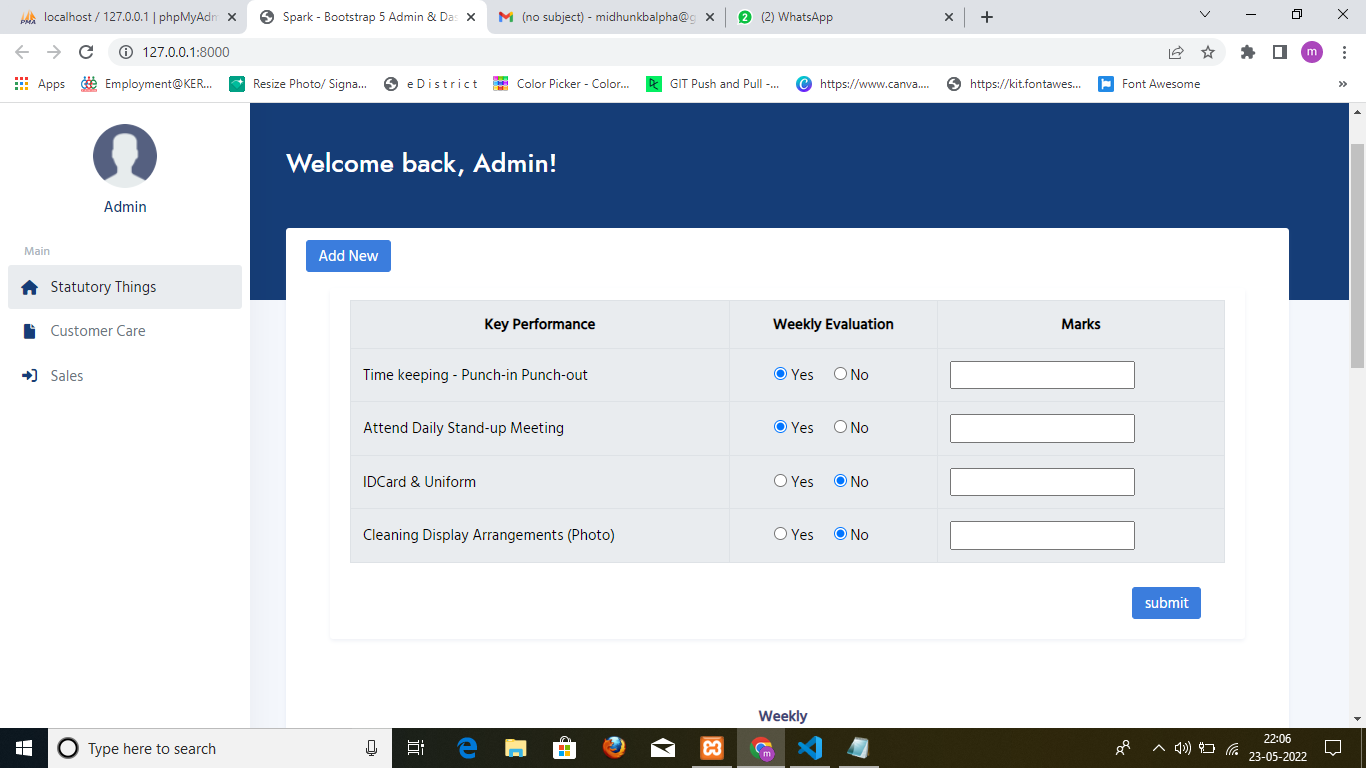 localhost / 127.0.0.1 | phpMyAdm
Spark - Bootstrap 5 Admin & Das
(no subject) - midhunkbalpha@g
2
(2) WhatsApp
127.0.0.1:8000
m
Apps
Employment@KER...
Resize Photo/ Signa...
e D i s t r i c t
Color Picker - Color...
GIT Push and Pull -...
https://www.canva....
https://kit.fontawes...
Font Awesome
»
Admin
Main
Statutory Things
Customer Care
Sales
Welcome back, Admin!
Add New
Key Performance Weekly Evaluation Marks
Time keeping - Punch-in Punch-out Yes No
Attend Daily Stand-up Meeting Yes No
IDCard & Uniform Yes No
Cleaning Display Arrangements (Photo) Yes No
submit
Weekly
Type here to search
22:06
23-05-2022